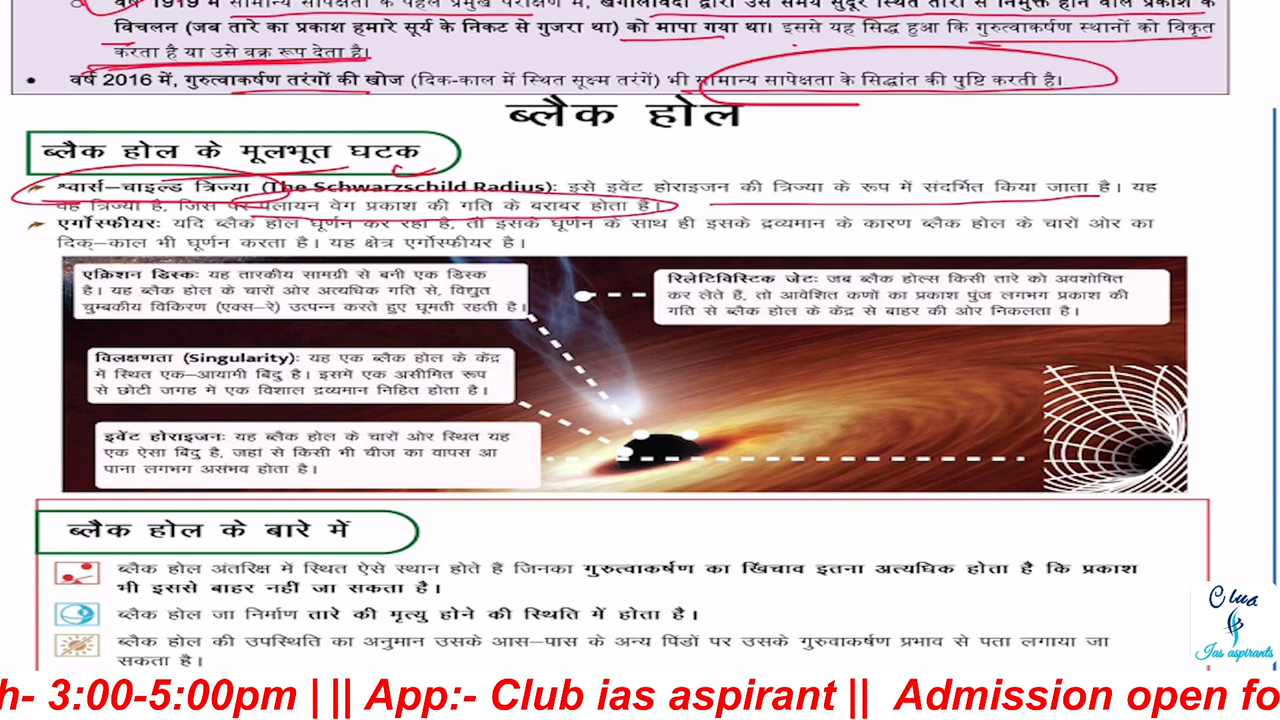 वर्ष 1919 में सामान्य सापेक्षता के पहले प्रमुख परीक्षण में, खगोलविदों द्वारा उस समय सुदूर स्थित तारों से निर्मुक्त होने वाले प्रकाश के
विचलन (जब तारे का प्रकाश हमारे सूर्य के निकट से गुजरा था) को मापा गया था। इससे यह सिद्ध हुआ कि गुरुत्वाकर्षण स्थानों को विकृत
करता है या उसे वक्र रूप देता है।
• वर्ष 2016 में, गुरुत्वाकर्षण तरंगों की खोज (दिक-काल में स्थित सूक्ष्म तरंगें) भी सामान्य सापेक्षता के सिद्धांत की पुष्टि करती है।
ब्लैक होल
ब्लैक होल के मूलभूत घटक
श्वार्स–चाइल्ड त्रिज्या (The Schwarzschild Radius): इसे इवेंट होराइजन की त्रिज्या के रूप में संदर्भित किया जाता है। यह
वह त्रिज्या है, जिस पर पलायन वेग प्रकाश की गति के बराबर होता है।
एर्गोस्फीयरः यदि ब्लैक होल घूर्णन कर रहा है, तो इसके घूर्णन के साथ ही इसके द्रव्यमान के कारण ब्लैक होल के चारों ओर का
दिक्–काल भी घूर्णन करता है। यह क्षेत्र एर्गोस्फीयर है।
एक्रिशन डिस्कः यह तारकीय सामग्री से बनी एक डिस्क
है। यह ब्लैक होल के चारों ओर अत्यधिक गति से, विद्युत
चुम्बकीय विकिरण (एक्स–रे) उत्पन्न करते हुए घूमती रहती है।
रिलेटिविस्टिक जेटः जब ब्लैक होल्स किसी तारे को अवशोषित
कर लेते हैं, तो आवेशित कणों का प्रकाश पुंज लगभग प्रकाश की
गति से ब्लैक होल के केंद्र से बाहर की ओर निकलता है।
विलक्षणता (Singularity): यह एक ब्लैक होल के केंद्र
में स्थित एक–आयामी बिंदु है। इसमें एक असीमित रूप
से छोटी जगह में एक विशाल द्रव्यमान निहित होता है।
इवेंट होराइजनः यह ब्लैक होल के चारों ओर स्थित यह
एक ऐसा बिंदु है, जहां से किसी भी चीज का वापस आ
पाना लगभग असंभव होता है।
ब्लैक होल के बारे में
ब्लैक होल अंतरिक्ष में स्थित ऐसे स्थान होते हैं जिनका गुरुत्वाकर्षण का खिंचाव इतना अत्यधिक होता है कि प्रकाश
भी इससे बाहर नहीं जा सकता है।
ब्लैक होल जा निर्माण तारे की मृत्यु होने की स्थिति में होता है।
ब्लैक होल की उपस्थिति का अनुमान उसके आस–पास के अन्य पिंडों पर उसके गुरुवाकर्षण प्रभाव से पता लगाया जा
सकता है।
Club
Ias aspirants
h- 3:00-5:00pm | || App:- Club ias aspirant || Admission open fo